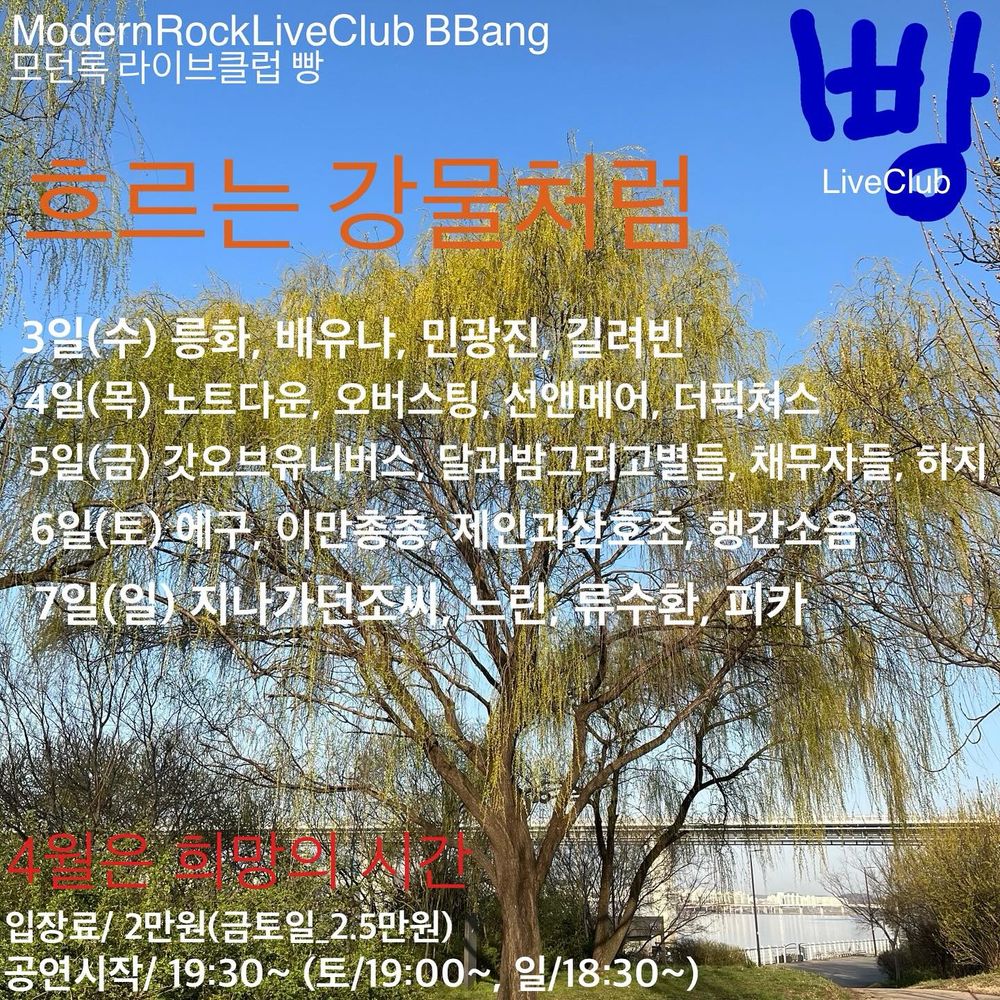 ModernRockLiveClub BBang
모던록 라이브클럽 빵
빵
LiveClub
흐르는 강물처럼
3일(수) 릉화, 배유나, 민광진, 길려빈
4일(목) 노트다운, 오버스팅, 선앤메어, 더픽쳐스
5일(금) 갓오브유니버스, 달과밤그리고별들, 채무자들, 하지
6일(토) 애구, 이만층층, 제인과산호초, 행간소음
7일(일) 지나가던조씨, 느린, 류수환, 피카
4월은 희망의 시간
입장료/ 2만원(금토일_2.5만원)
공연시작/ 19:30~ (토/19:00~, 일/18:30~)